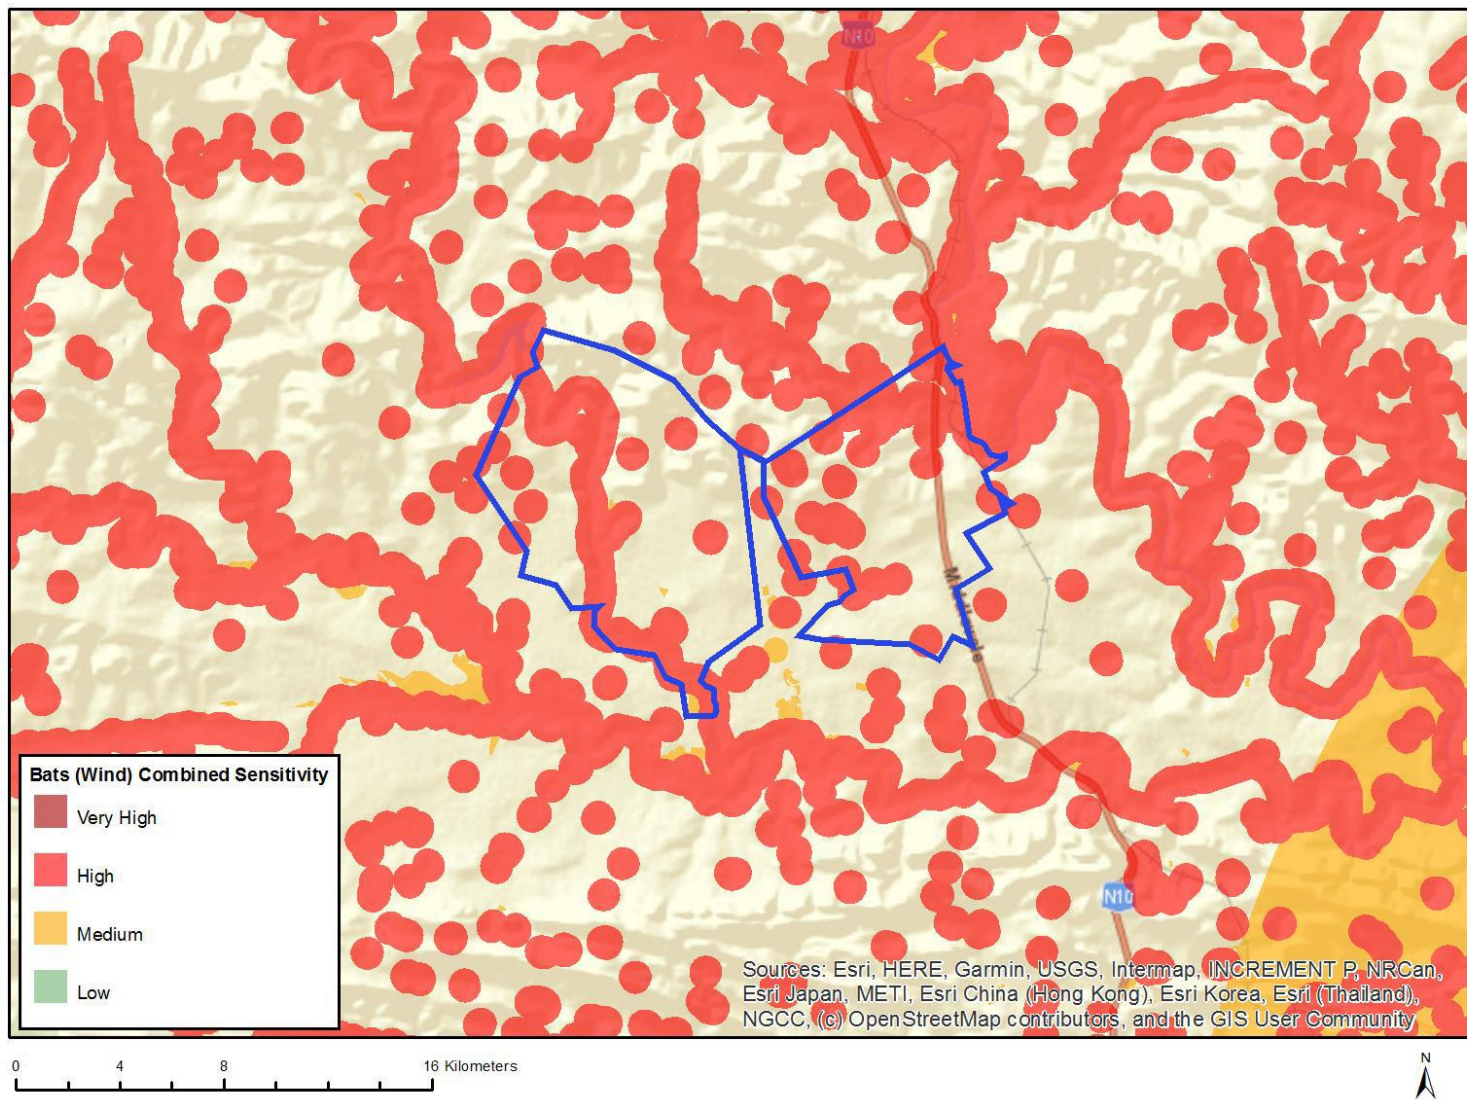 N10
Bats (Wind) Combined Sensitivity
Very High
High
Medium
Low
N10
Sources: Esri, HERE, Garmin, USGS, Intermap, INCREMENT P, NRCan,
Esri Japan, METI, Esri China (Hong Kong), Esri Korea, Esri (Thailand),
NGCC, (c) OpenStreetMap contributors, and the GIS User Community
0 4 8 16 Kilometers
N